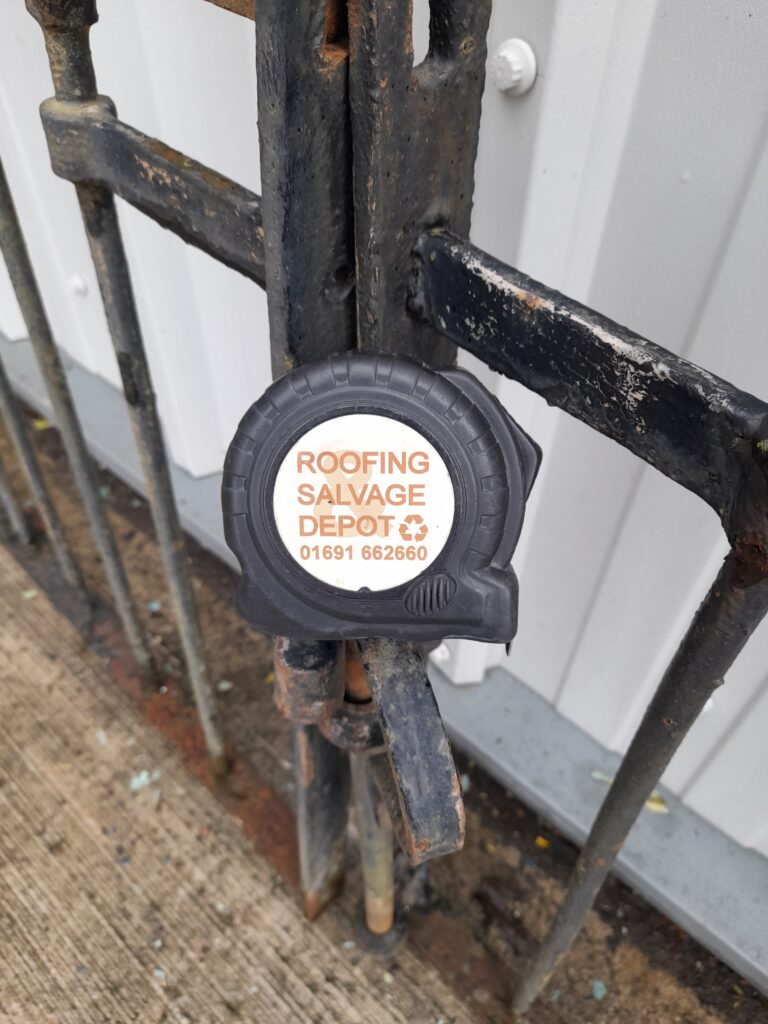 ROOFING
&
SALVAGE
DEPOT
01691 662660